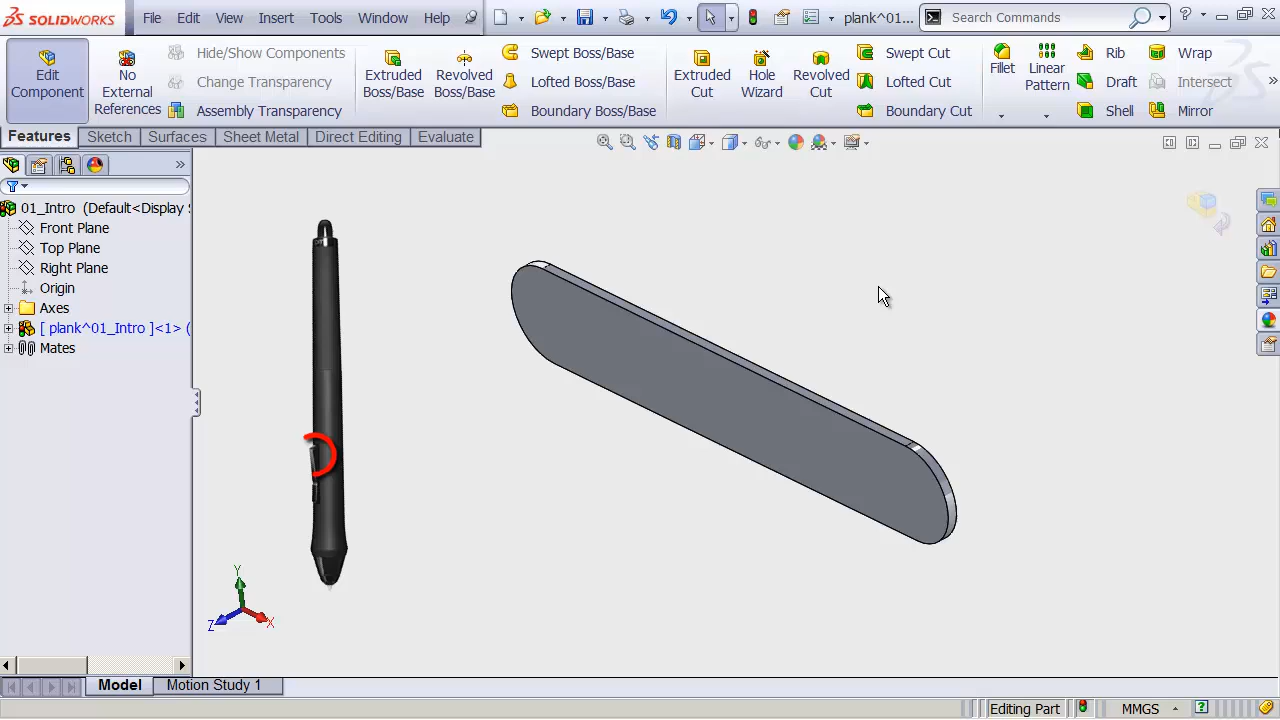 SOLIDWORKS File Edit View Insert Tools Window Help plank^01... Search Commands
Edit Component
No External References
Hide/Show Components
Change Transparency
Assembly Transparency
Extruded Boss/Base
Revolved Boss/Base
Swept Boss/Base
Lofted Boss/Base
Boundary Boss/Base
Extruded Cut
Hole Wizard
Revolved Cut
Swept Cut
Lofted Cut
Boundary Cut
Fillet
Linear Pattern
Rib
Draft
Shell
Wrap
Intersect
Mirror
Features Sketch Surfaces Sheet Metal Direct Editing Evaluate
01_Intro (Default<Display
Front Plane
Top Plane
Right Plane
Origin
Axes
[ plank^01_Intro ]<1> (
Mates
Y
Z X
Model Motion Study 1
Editing Part MMGS